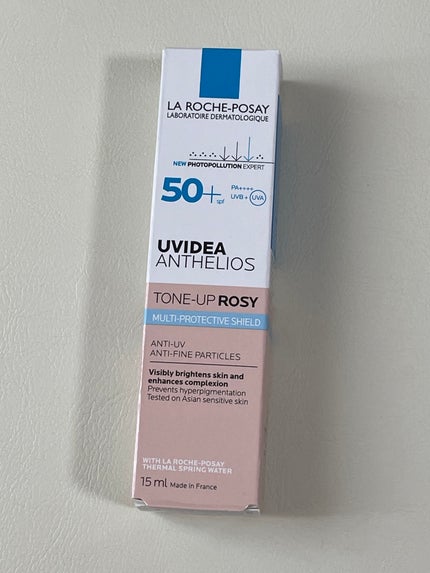 LA ROCHE-POSAY
LABORATOIRE DERMATOLOGIQUE
NEW PHOTOPOLLUTION EXPERT
50+ spf
PA++++
UVB + UVA
UVIDEA
ANTHELIOS
TONE-UP ROSY
MULTI-PROTECTIVE SHIELD
ANTI-UV
ANTI-FINE PARTICLES
Visibly brightens skin and
enhances complexion
Prevents hyperpigmentation
Tested on Asian sensitive skin
WITH LA ROCHE-POSAY
THERMAL SPRING WATER
15 ml Made in France